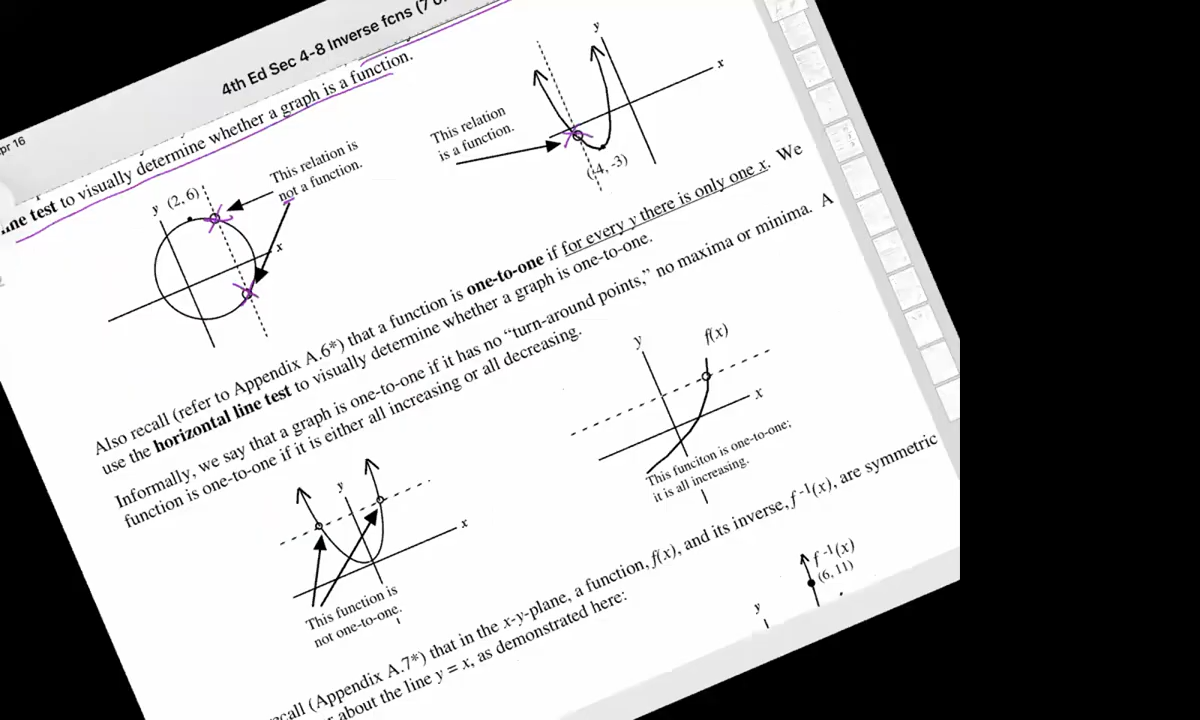 4th Ed Sec 4-8 Inverse fcns (7 o
pr 16
line test to visually determine whether a graph is a function.
This relation is
not a function.
y (2, 6)
x
This relation
is a function.
y
x
(-4, -3)
Also recall (refer to Appendix A.6*) that a function is one-to-one if for every y there is only one x. We
use the horizontal line test to visually determine whether a graph is one-to-one.
Informally, we say that a graph is one-to-one if it has no “turn-around points,” no maxima or minima. A
function is one-to-one if it is either all increasing or all decreasing.
y
x
This function is
not one-to-one.
y
f(x)
x
This funciton is one-to-one;
it is all increasing.
recall (Appendix A.7*) that in the x-y-plane, a function, f(x), and its inverse, f⁻¹(x), are symmetric
about the line y = x, as demonstrated here:
f⁻¹(x)
(6, 11)
y